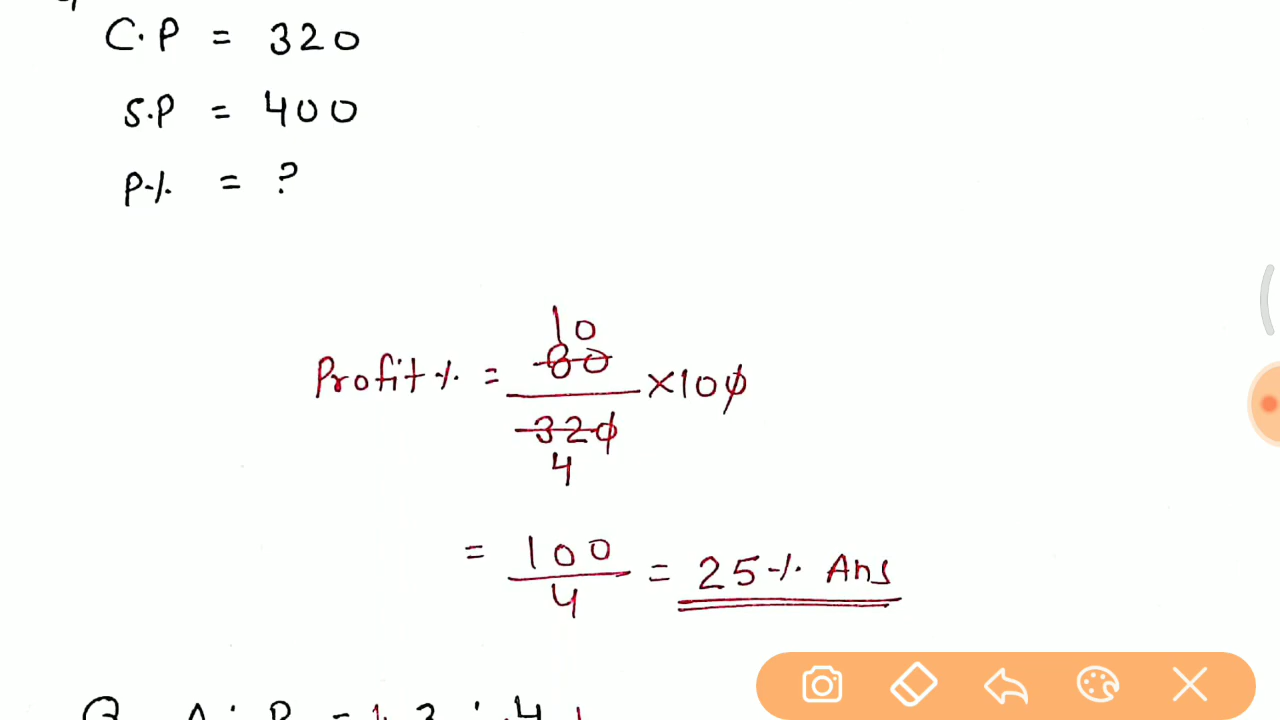 C.P = 320
S.P = 400
P% = ?
10
Profit% = 80/320 ×100
4
= 100/4 = 25% Ans